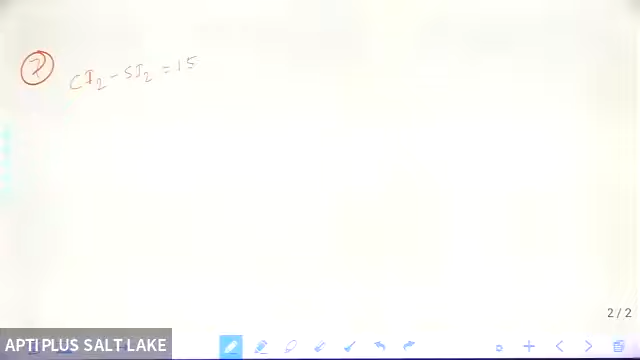 7 CI₂ - SI₂ = 15
2 / 2
APTI PLUS SALT LAKE